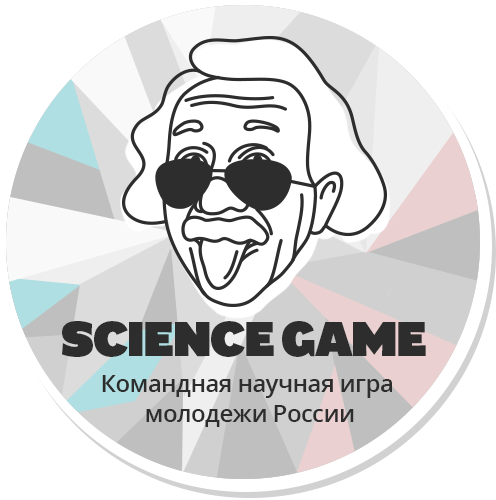 SCIENCE GAME
Командная научная игра
молодежи России